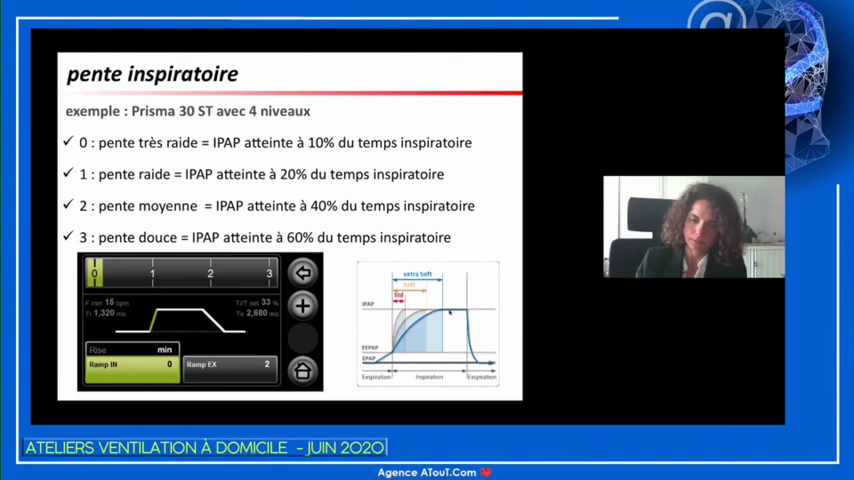 pente inspiratoire
exemple : Prisma 30 ST avec 4 niveaux
✓ 0 : pente très raide = IPAP atteinte à 10% du temps inspiratoire
✓ 1 : pente raide = IPAP atteinte à 20% du temps inspiratoire
✓ 2 : pente moyenne = IPAP atteinte à 40% du temps inspiratoire
✓ 3 : pente douce = IPAP atteinte à 60% du temps inspiratoire
0 1 2 3
F min 15 bpm Ti/T set 33 %
Ti 1,320 ms Te 2,680 ms
Rise min
Ramp IN 0 Ramp EX 2
extra Soft
Soft
Std
IPAP
EEPAP
EPAP
Exspiration Inspiration Exspiration
ATELIERS VENTILATION À DOMICILE - JUIN 2020
Agence ATouT.Com